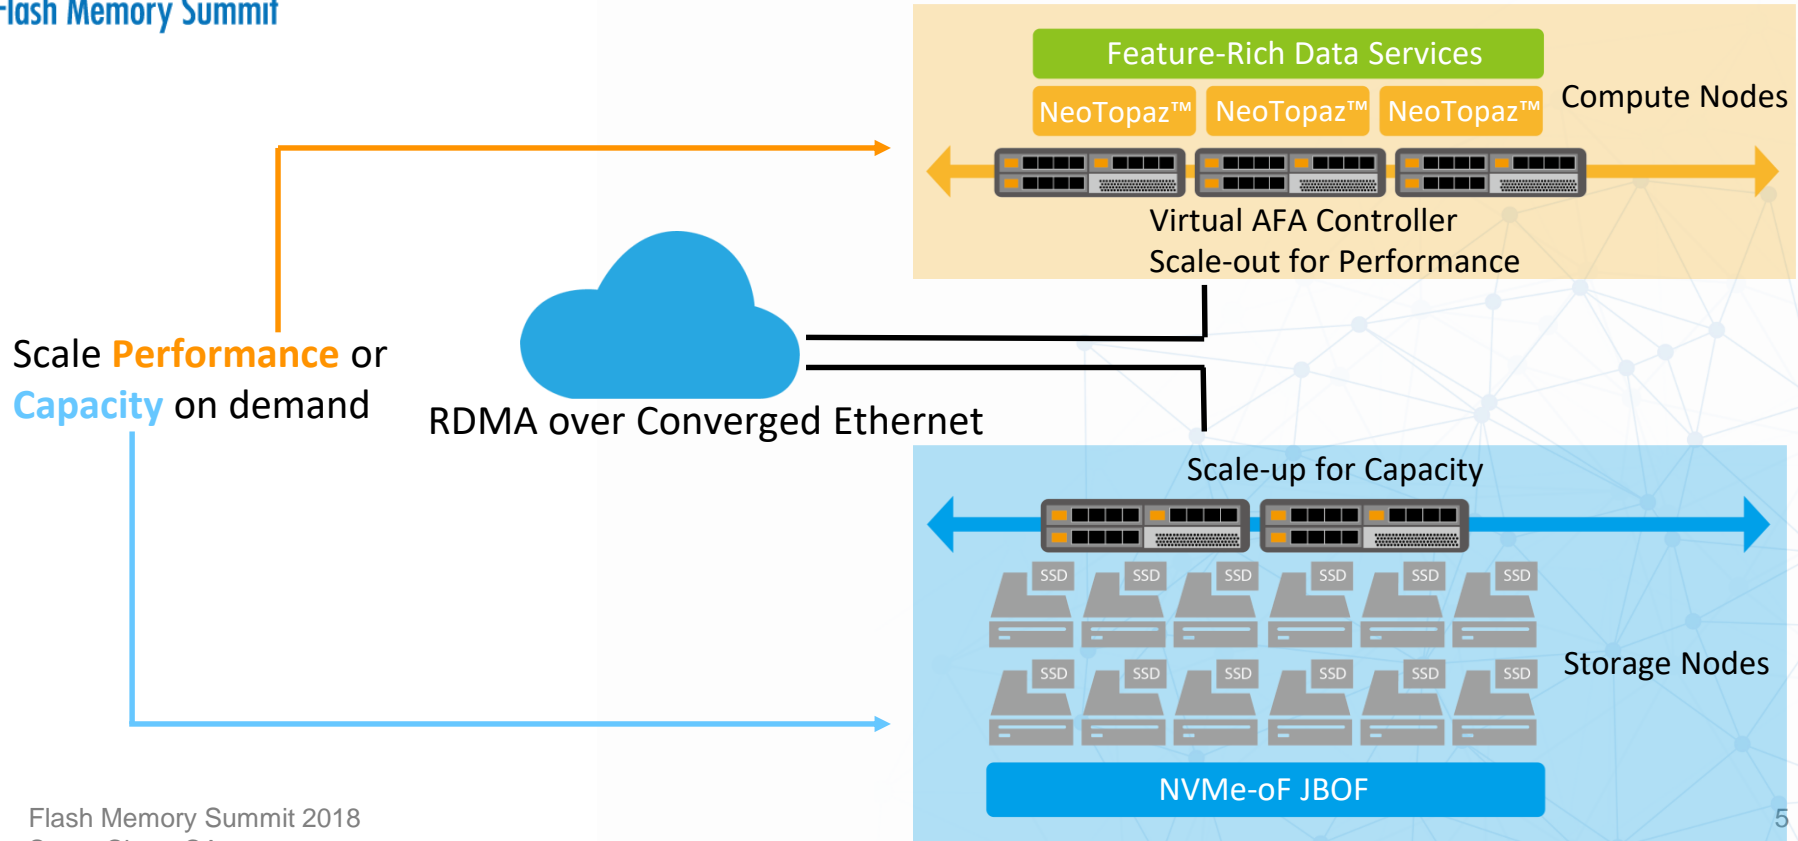 Flash Memory Summit
Feature-Rich Data Services
NeoTopaz™ NeoTopaz™ NeoTopaz™
Compute Nodes
Virtual AFA Controller
Scale-out for Performance
Scale Performance or
Capacity on demand
RDMA over Converged Ethernet
Scale-up for Capacity
SSD SSD SSD SSD SSD SSD
SSD SSD SSD SSD SSD SSD
Storage Nodes
NVMe-oF JBOF
Flash Memory Summit 2018
5